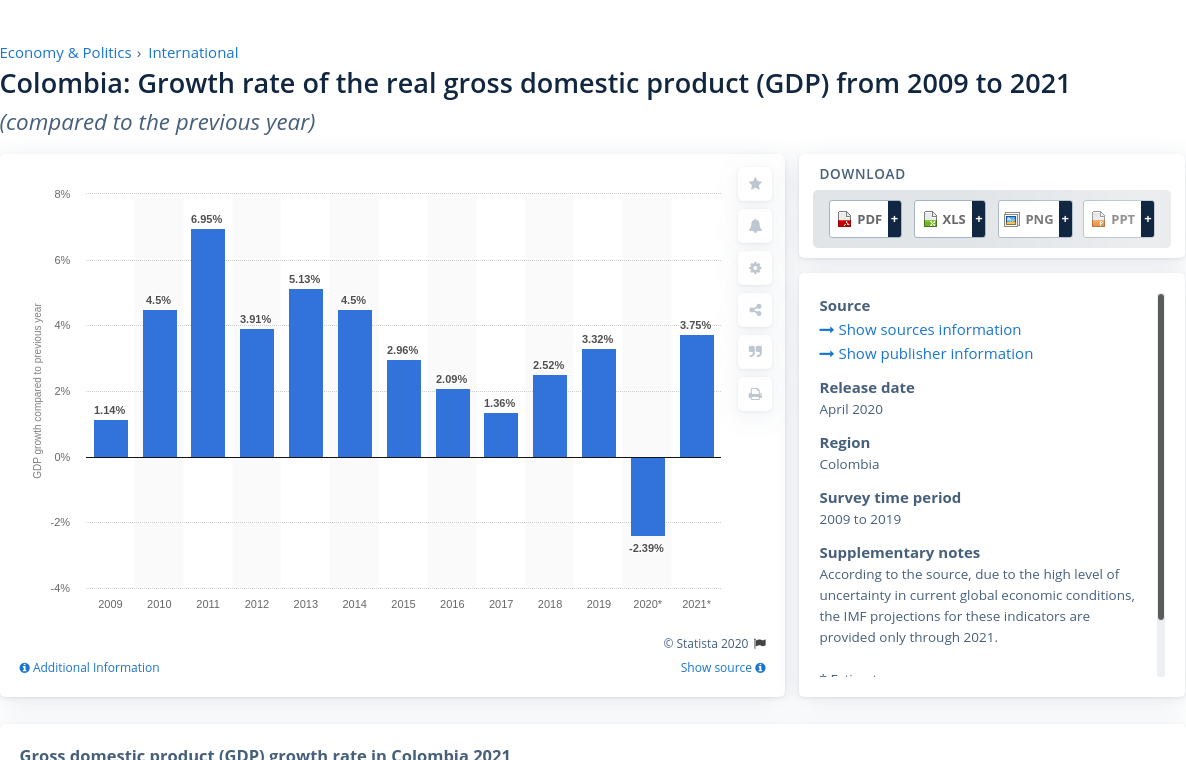 Economy & Politics › International
Colombia: Growth rate of the real gross domestic product (GDP) from 2009 to 2021
(compared to the previous year)
GDP growth compared to previous year
8%
6%
4%
2%
0%
-2%
-4%
1.14%
4.5%
6.95%
3.91%
5.13%
4.5%
2.96%
2.09%
1.36%
2.52%
3.32%
-2.39%
3.75%
2009 2010 2011 2012 2013 2014 2015 2016 2017 2018 2019 2020* 2021*
© Statista 2020
Additional Information
Show source
DOWNLOAD
PDF + XLS + PNG + PPT +
Source
Show sources information
Show publisher information
Release date
April 2020
Region
Colombia
Survey time period
2009 to 2019
Supplementary notes
According to the source, due to the high level of
uncertainty in current global economic conditions,
the IMF projections for these indicators are
provided only through 2021.
Gross domestic product (GDP) growth rate in Colombia 2021